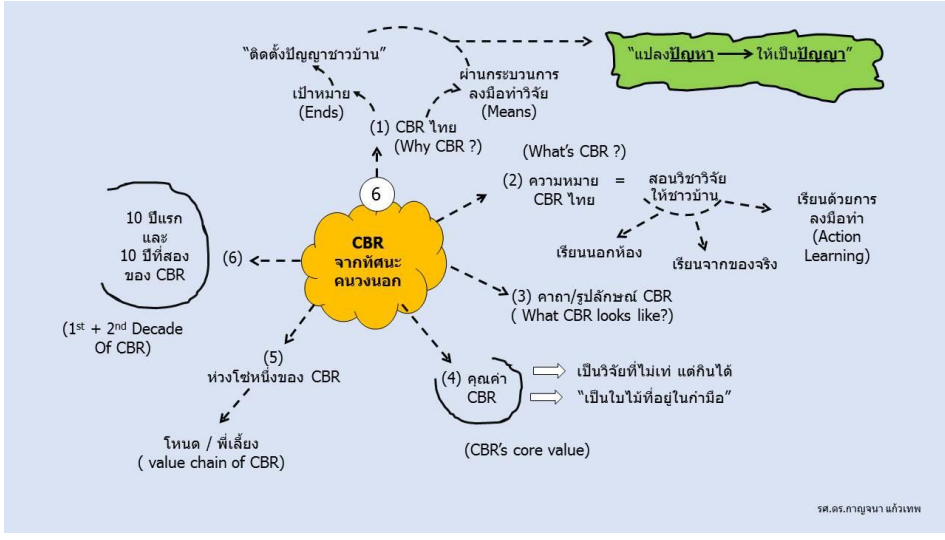 "ติดตั้งปัญญาชาวบ้าน"
"แปลงปัญหา → ให้เป็นปัญญา"
เป้าหมาย
(Ends)
ผ่านกระบวนการ
ลงมือทำวิจัย
(Means)
(1) CBR ไทย
(Why CBR ?)
6
CBR
จากทัศนะ
คนวงนอก
(What's CBR ?)
(2) ความหมาย
CBR ไทย
=
สอนวิชาวิจัย
ให้ชาวบ้าน
เรียนนอกห้อง
เรียนจากของจริง
เรียนด้วยการ
ลงมือทำ
(Action
Learning)
(3) คาถา/รูปลักษณ์ CBR
( What CBR looks like?)
(4) คุณค่า
CBR
เป็นวิจัยที่ไม่เท่ แต่กินได้
"เป็นใบไม้ที่อยู่ในกำมือ"
(CBR's core value)
(5)
ห่วงโซ่หนึ่งของ CBR
โหนด / พี่เลี้ยง
( value chain of CBR)
(6)
10 ปีแรก
และ
10 ปีที่สอง
ของ CBR
(1st + 2nd Decade
Of CBR)
รศ.ดร.กาญจนา แก้วเทพ